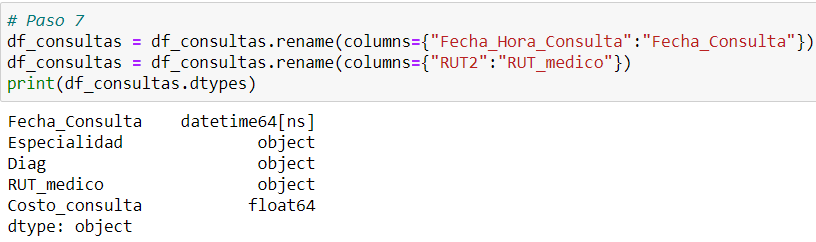 # Paso 7
df_consultas = df_consultas.rename(columns={"Fecha_Hora_Consulta":"Fecha_Consulta"})
df_consultas = df_consultas.rename(columns={"RUT2":"RUT_medico"})
print(df_consultas.dtypes)
Fecha_Consulta    datetime64[ns]
Especialidad              object
Diag                      object
RUT_medico                object
Costo_consulta           float64
dtype: object